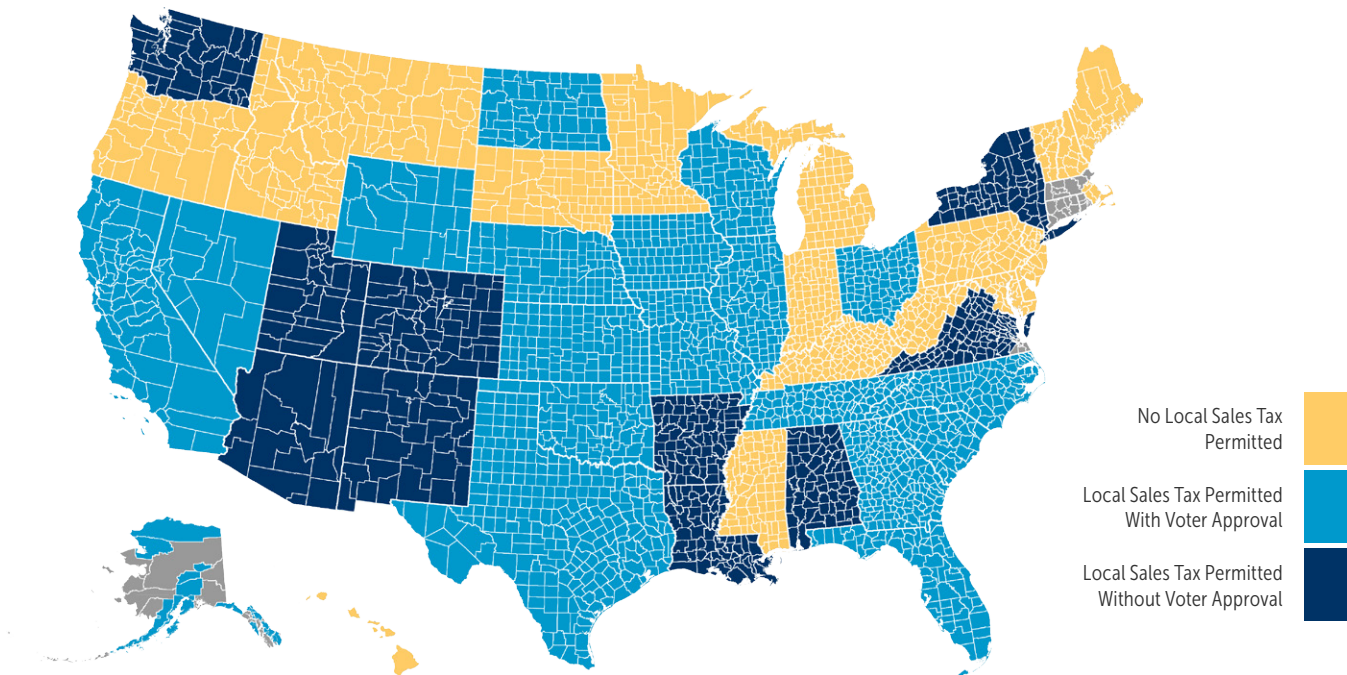 No Local Sales Tax
Permitted
Local Sales Tax Permitted
With Voter Approval
Local Sales Tax Permitted
Without Voter Approval